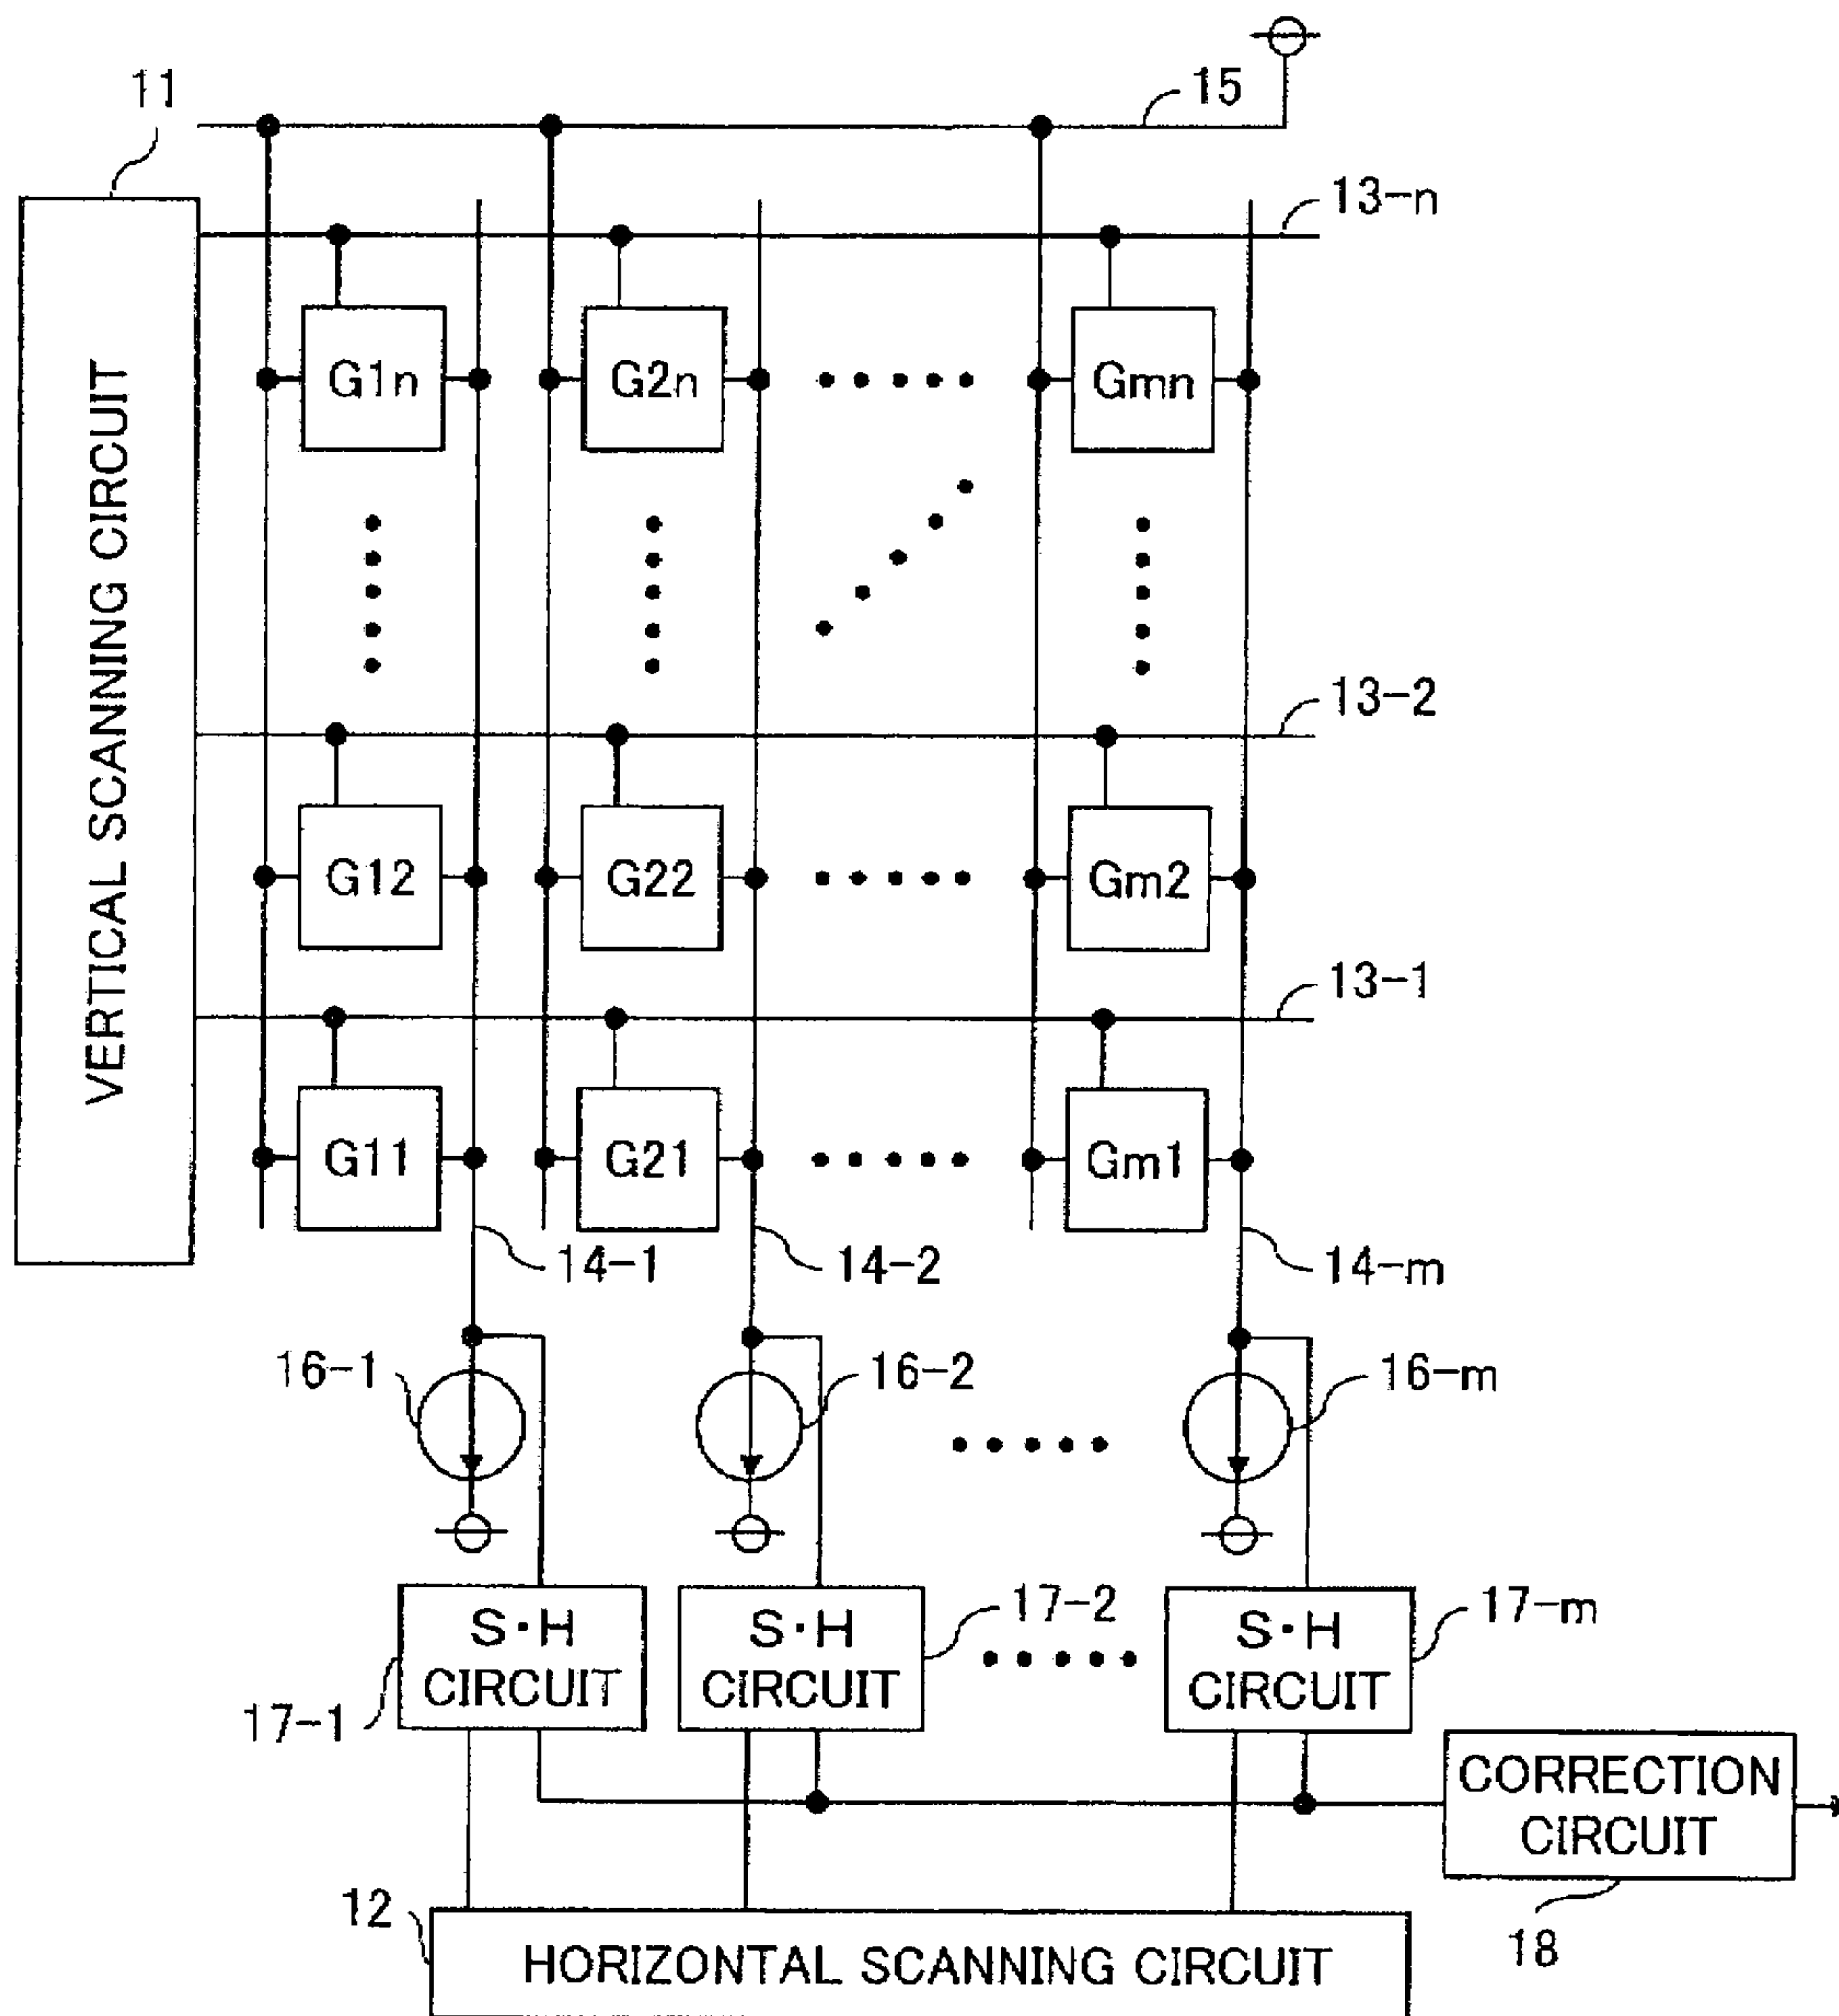 11
15
13-n
VERTICAL SCANNING CIRCUIT
G1n
G2n
Gmn
13-2
G12
G22
Gm2
13-1
G11
G21
Gm1
14-1
14-2
14-m
16-1
16-2
16-m
S·H
CIRCUIT
17-1
S·H
CIRCUIT
17-2
S·H
CIRCUIT
17-m
CORRECTION
CIRCUIT
18
12
HORIZONTAL SCANNING CIRCUIT